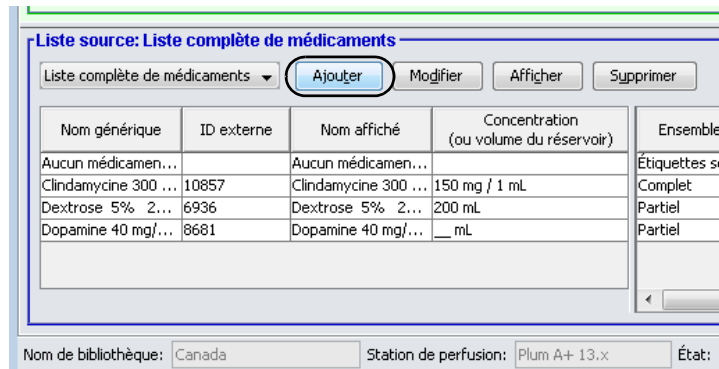 Liste source: Liste complète de médicaments
Liste complète de médicaments Ajouter Modifier Afficher Supprimer
Nom générique ID externe Nom affiché Concentration (ou volume du réservoir) Ensemble
Aucun médicamen... Aucun médicamen... Étiquettes s
Clindamycine 300 ... 10857 Clindamycine 300 ... 150 mg / 1 mL Complet
Dextrose 5% 2... 6936 Dextrose 5% 2... 200 mL Partiel
Dopamine 40 mg/... 8681 Dopamine 40 mg/... __ mL Partiel
Nom de bibliothèque: Canada Station de perfusion: Plum A+ 13.x État: